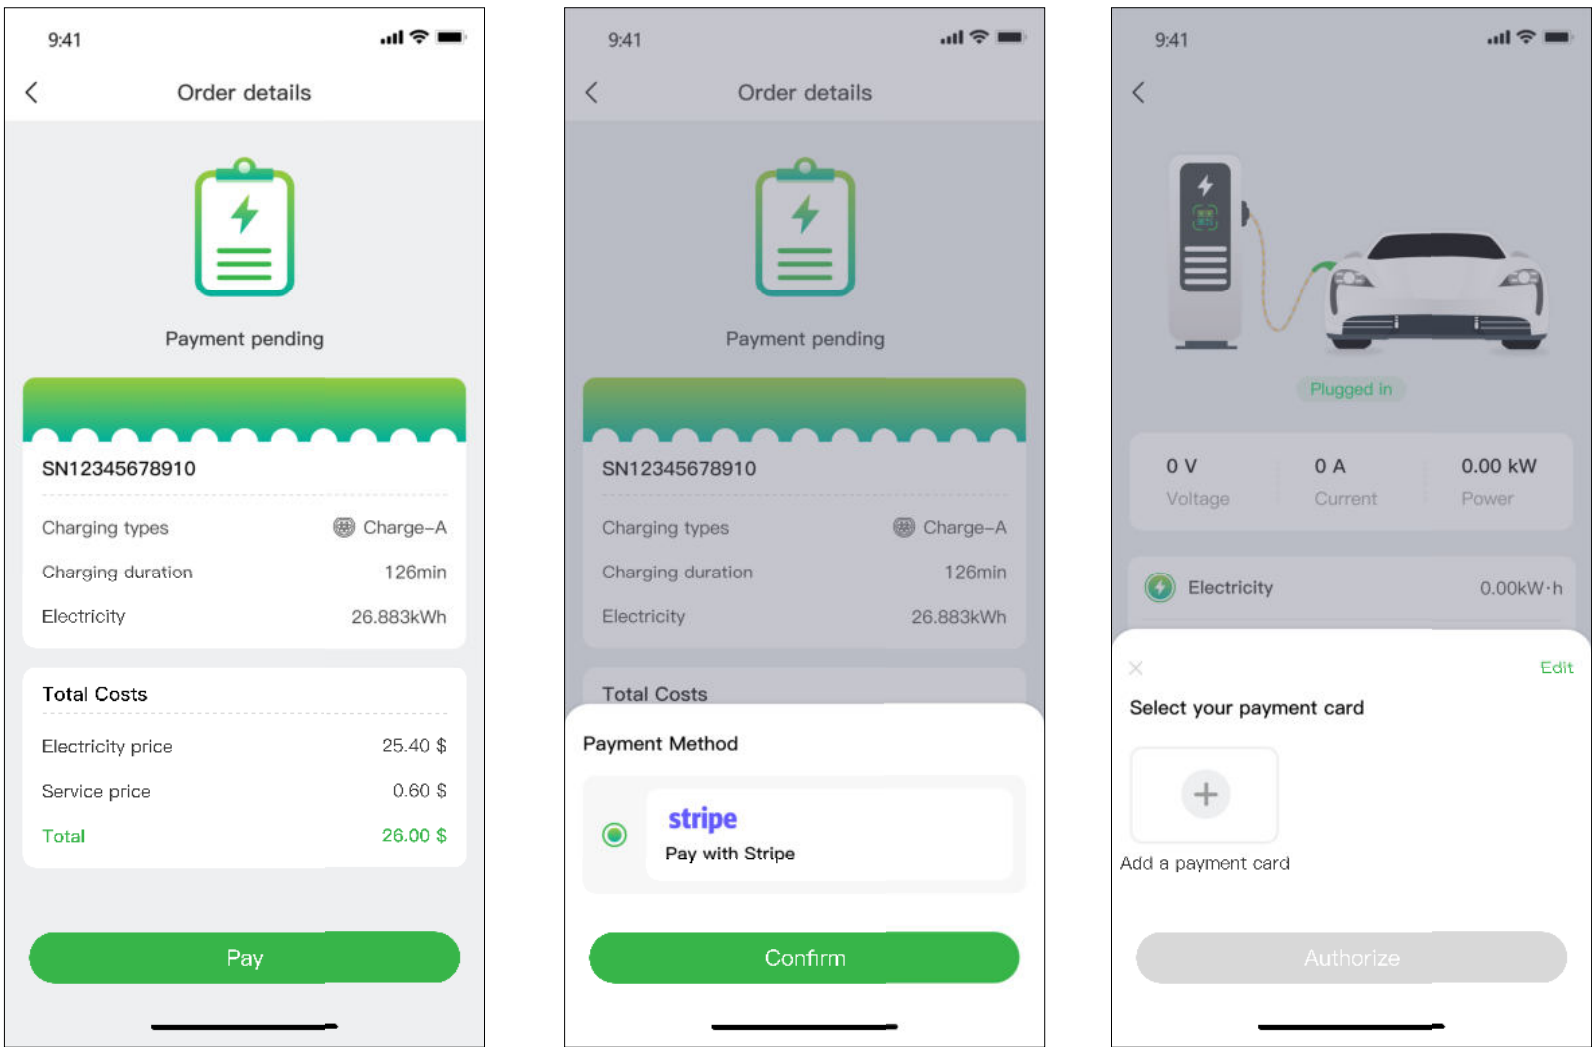 9:41
Order details
Payment pending
SN12345678910
Charging types Charge-A
Charging duration 126min
Electricity 26.883kWh
Total Costs
Electricity price 25.40 $
Service price 0.60 $
Total 26.00 $
Pay
9:41
Order details
Payment pending
SN12345678910
Charging types Charge-A
Charging duration 126min
Electricity 26.883kWh
Total Costs
Payment Method
stripe
Pay with Stripe
Confirm
9:41
Plugged in
0 V 0 A 0.00 kW
Voltage Current Power
Electricity 0.00kW·h
Edit
Select your payment card
Add a payment card
Authorize